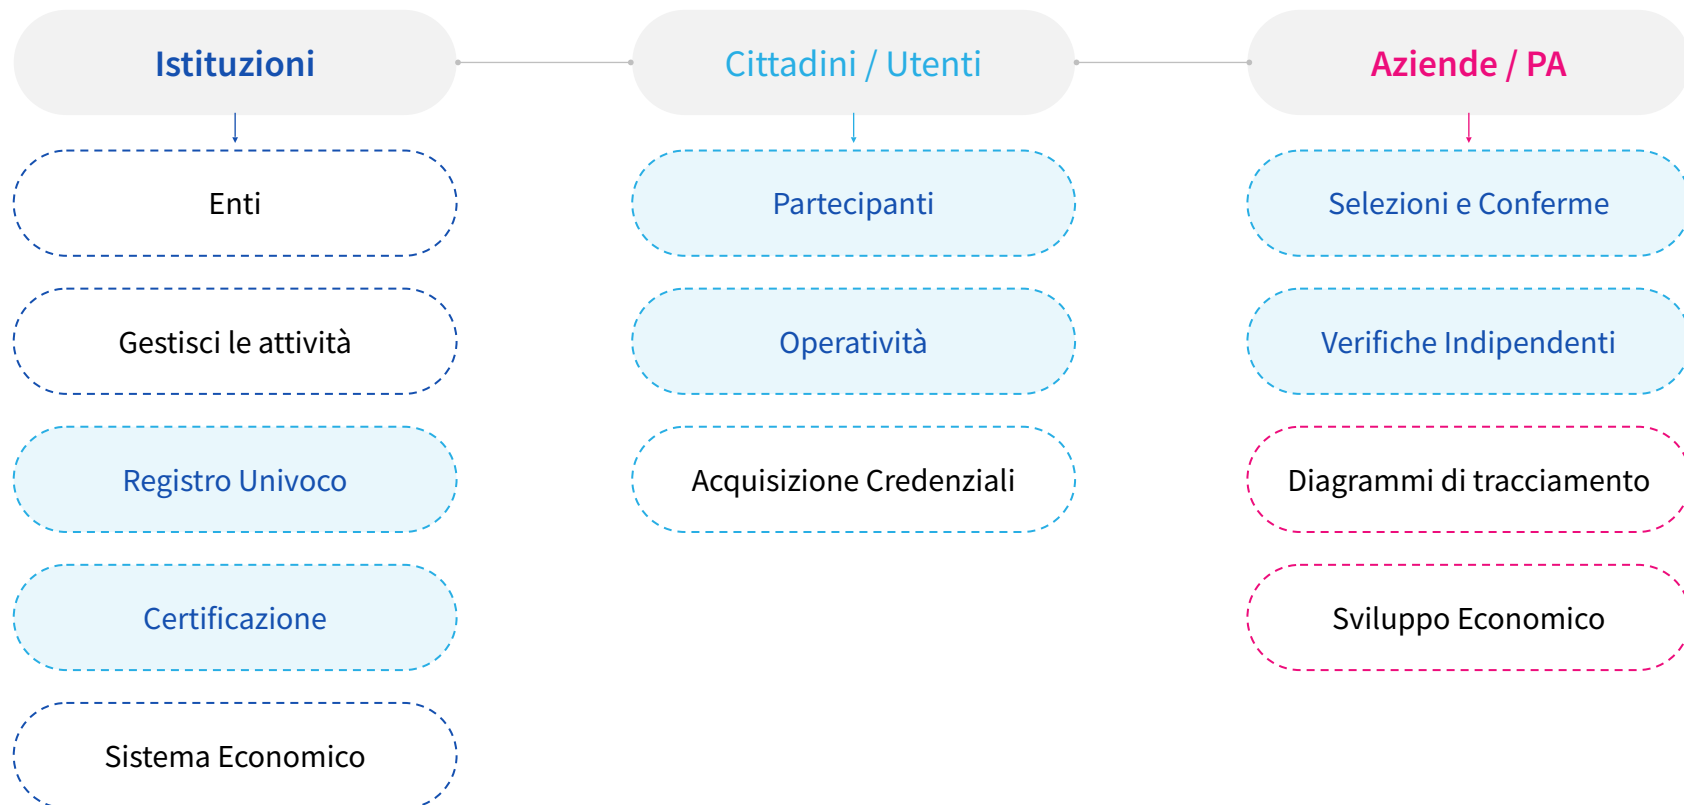 Istituzioni
Enti
Gestisci le attività
Registro Univoco
Certificazione
Sistema Economico
Cittadini / Utenti
Partecipanti
Operatività
Acquisizione Credenziali
Aziende / PA
Selezioni e Conferme
Verifiche Indipendenti
Diagrammi di tracciamento
Sviluppo Economico